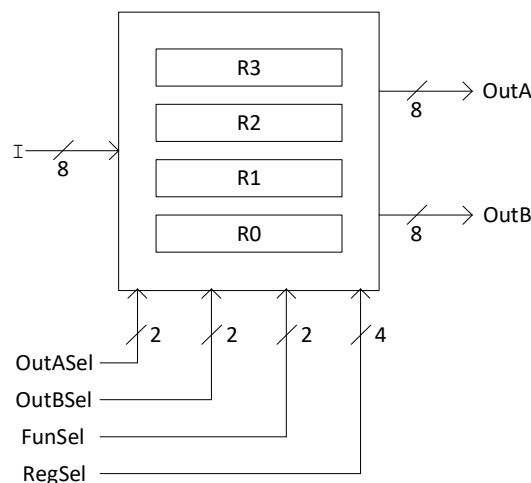 R3
OutA
8
R2
I
8
R1
OutB
R0
8
2
2
2
4
OutASel
OutBSel
FunSel
RegSel